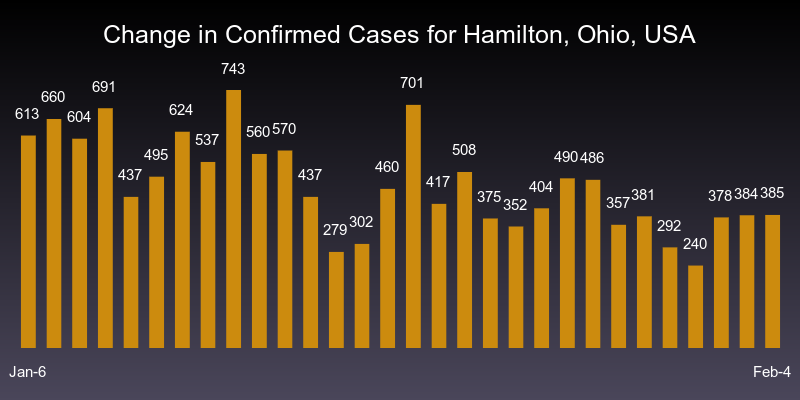 Change in Confirmed Cases for Hamilton, Ohio, USA
613 660 604 691 437 495 624 537 743 560 570 437 279 302 460 701 417 508 375 352 404 490 486 357 381 292 240 378 384 385
Jan-6 Feb-4